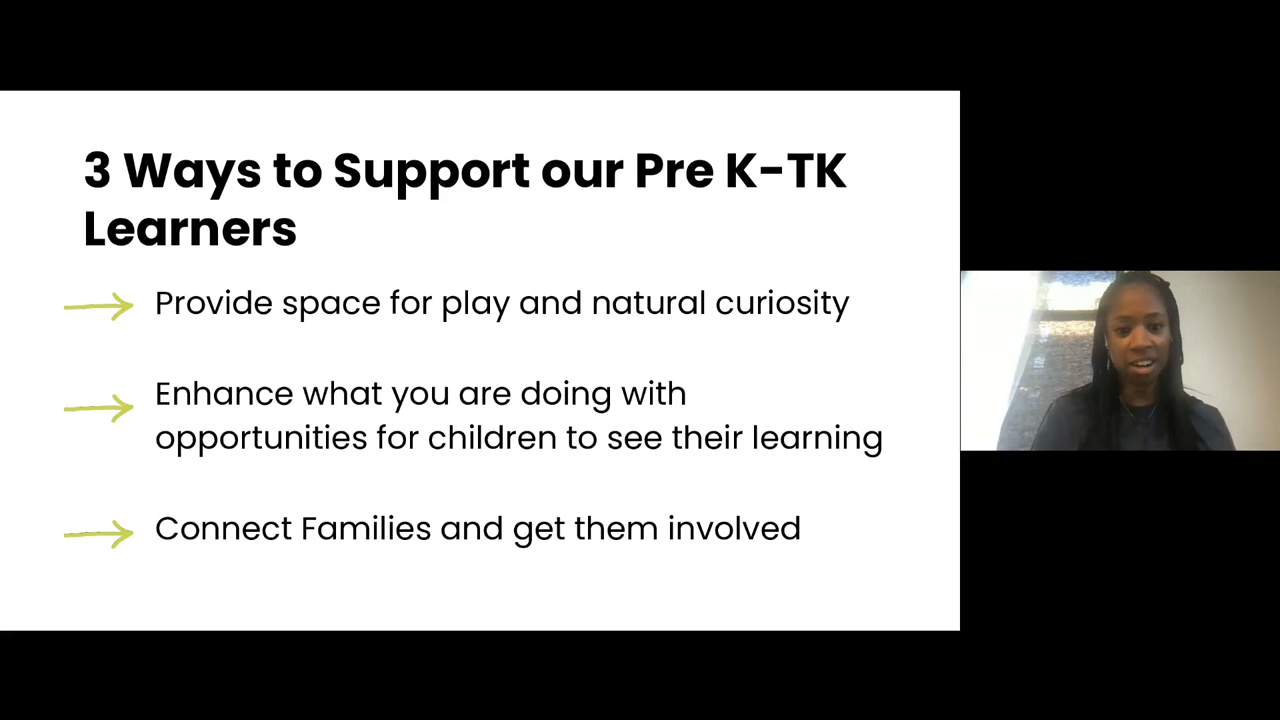 3 Ways to Support our Pre K-TK
Learners
Provide space for play and natural curiosity
Enhance what you are doing with
opportunities for children to see their learning
Connect Families and get them involved